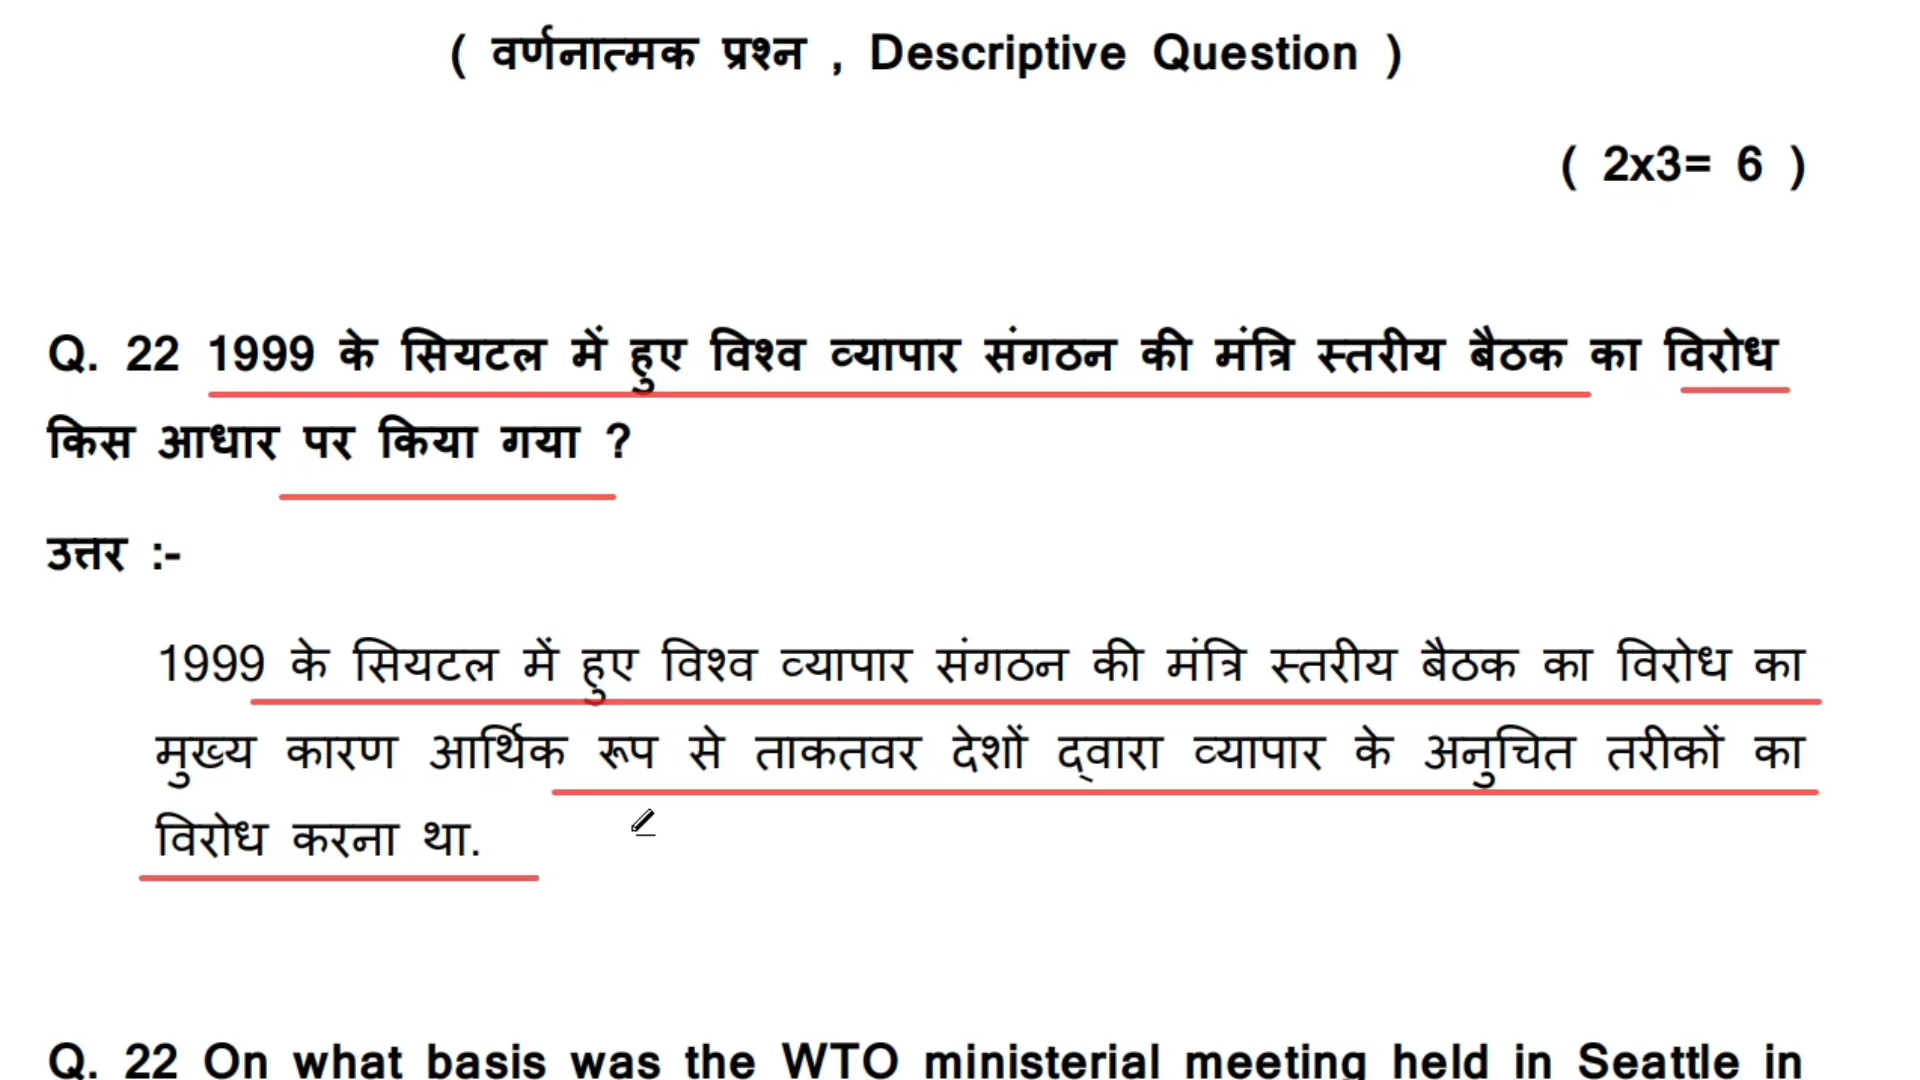 ( वर्णनात्मक प्रश्न , Descriptive Question )
( 2x3= 6 )
Q. 22 1999 के सियटल में हुए विश्व व्यापार संगठन की मंत्रि स्तरीय बैठक का विरोध
किस आधार पर किया गया ?
उत्तर :-
1999 के सियटल में हुए विश्व व्यापार संगठन की मंत्रि स्तरीय बैठक का विरोध का
मुख्य कारण आर्थिक रूप से ताकतवर देशों द्वारा व्यापार के अनुचित तरीकों का
विरोध करना था.
Q. 22 On what basis was the WTO ministerial meeting held in Seattle in